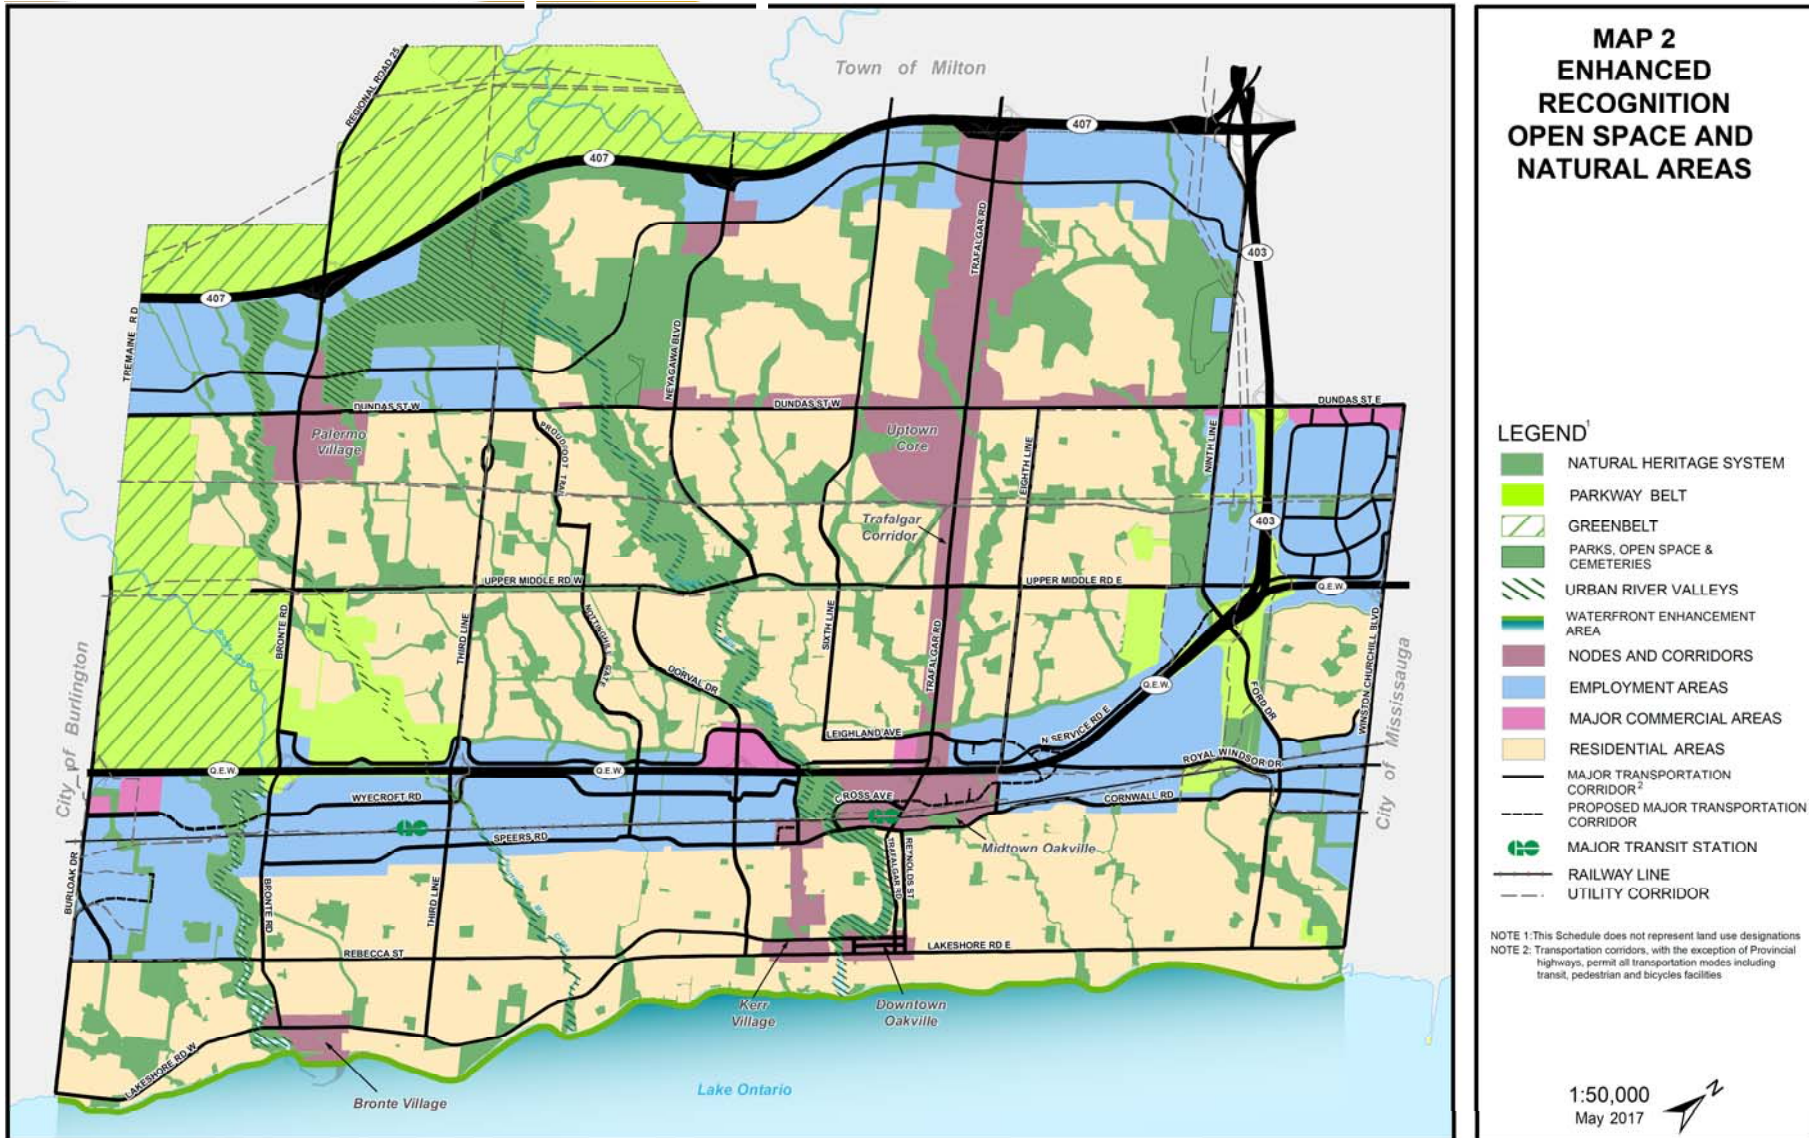 MAP 2
ENHANCED
RECOGNITION
OPEN SPACE AND
NATURAL AREAS
LEGEND1
NATURAL HERITAGE SYSTEM
PARKWAY BELT
GREENBELT
PARKS, OPEN SPACE &
CEMETERIES
URBAN RIVER VALLEYS
WATERFRONT ENHANCEMENT
AREA
NODES AND CORRIDORS
EMPLOYMENT AREAS
MAJOR COMMERCIAL AREAS
RESIDENTIAL AREAS
MAJOR TRANSPORTATION
CORRIDOR2
PROPOSED MAJOR TRANSPORTATION
CORRIDOR
MAJOR TRANSIT STATION
RAILWAY LINE
UTILITY CORRIDOR
NOTE 1:This Schedule does not represent land use designations
NOTE 2: Transportation corridors, with the exception of Provincial
highways, permit all transportation modes including
transit, pedestrian and bicycles facilities
1:50,000
May 2017
N
Town of Milton
REGIONAL ROAD 25
407
407
407
403
TRAFALGAR RD
TREMAINE RD
NEYAGAWA BLVD
DUNDAS ST W
DUNDAS ST W
DUNDAS ST E
Palermo
Village
PROUDFOOT TRAIL
Uptown
Core
EIGHTH LINE
NINTH LINE
Trafalgar
Corridor
403
UPPER MIDDLE RD W
UPPER MIDDLE RD E
Q.E.W.
BRONTE RD
THIRD LINE
NOTTINGHILL GATE
DORVAL DR
SIXTH LINE
TRAFALGAR RD
Q.E.W.
FORD DR
WINSTON CHURCHILL BLVD
City of Burlington
City of Mississauga
LEIGHLAND AVE
N SERVICE RD E
ROYAL WINDSOR DR
Q.E.W.
Q.E.W.
WYECROFT RD
CROSS AVE
CORNWALL RD
SPEERS RD
Midtown Oakville
BURLOAK DR
BRONTE RD
THIRD LINE
TRAFALGAR RD
REYNOLDS ST
REBECCA ST
LAKESHORE RD E
Kerr
Village
Downtown
Oakville
LAKESHORE RD W
Bronte Village
Lake Ontario